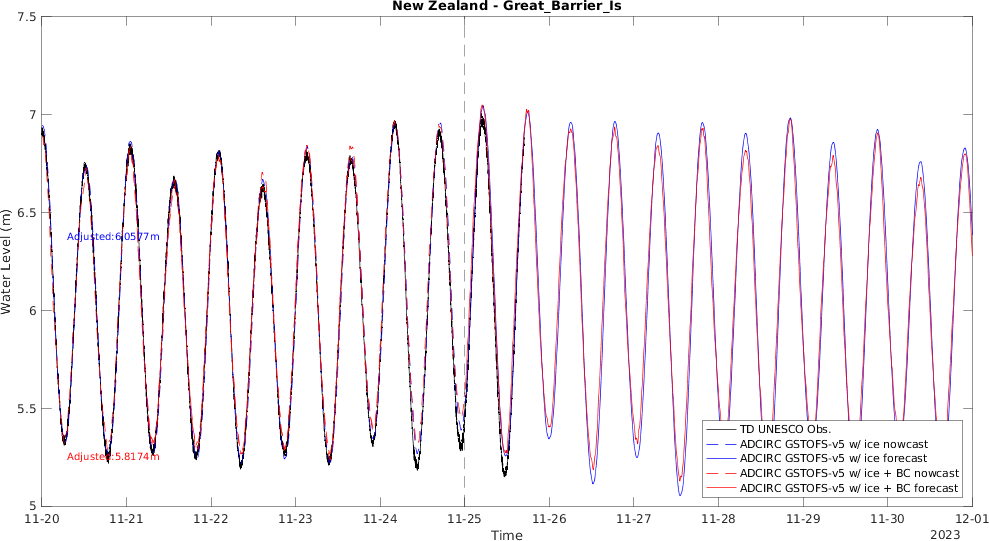 New Zealand - Great_Barrier_Is
7.5
7
6.5
6
5.5
5
Water Level (m)
Adjusted:6.0577m
Adjusted:5.8174m
TD UNESCO Obs.
ADCIRC GSTOFS-v5 w/ ice nowcast
ADCIRC GSTOFS-v5 w/ ice forecast
ADCIRC GSTOFS-v5 w/ ice + BC nowcast
ADCIRC GSTOFS-v5 w/ ice + BC forecast
11-20 11-21 11-22 11-23 11-24 11-25 11-26 11-27 11-28 11-29 11-30 12-01
Time
2023